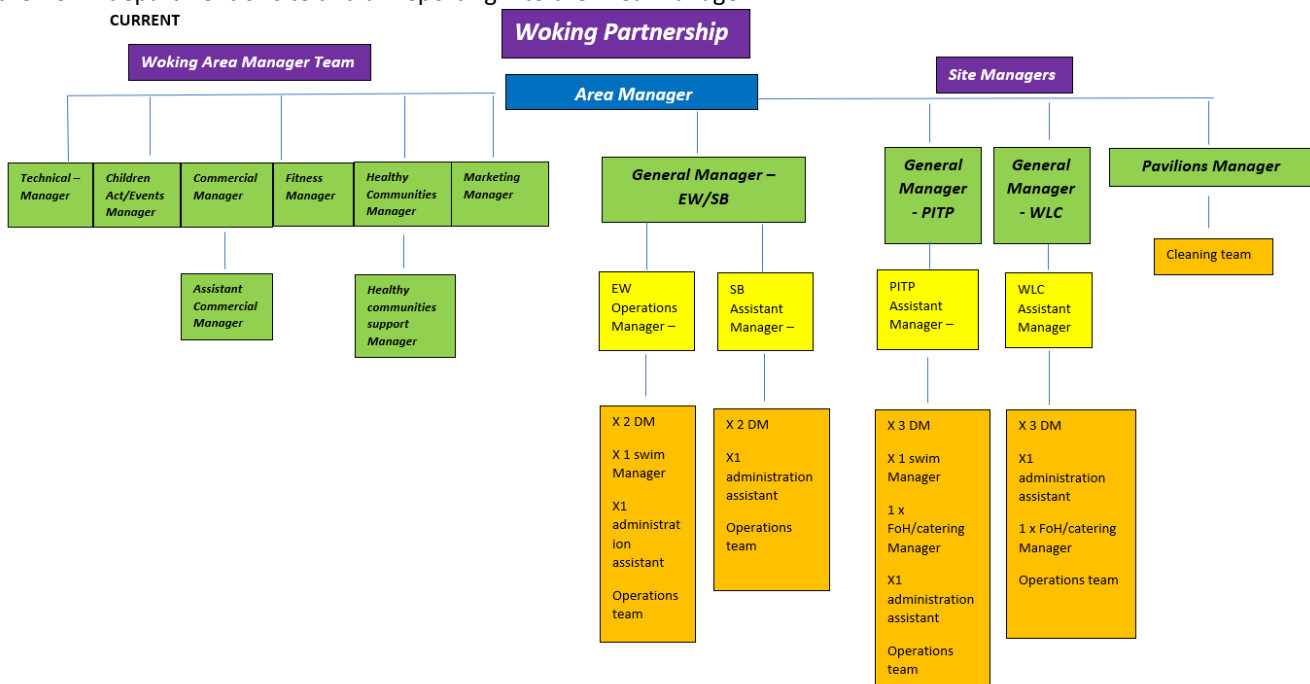 CURRENT
Woking Partnership
Woking Area Manager Team
Site Managers
Area Manager
Technical –
Manager
Children
Act/Events
Manager
Commercial
Manager
Fitness
Manager
Healthy
Communities
Manager
Marketing
Manager
General Manager –
EW/SB
General
Manager
- PITP
General
Manager
- WLC
Pavilions Manager
Assistant
Commercial
Manager
Healthy
communities
support
Manager
EW
Operations
Manager –
SB
Assistant
Manager –
PITP
Assistant
Manager –
WLC
Assistant
Manager
Cleaning team
X 2 DM
X 1 swim
Manager
X1
administrat
ion
assistant
Operations
team
X 2 DM
X1
administration
assistant
Operations
team
X 3 DM
X 1 swim
Manager
1 x
FoH/catering
Manager
X1
administration
assistant
Operations
team
X 3 DM
X1
administration
assistant
1 x FoH/catering
Manager
Operations team